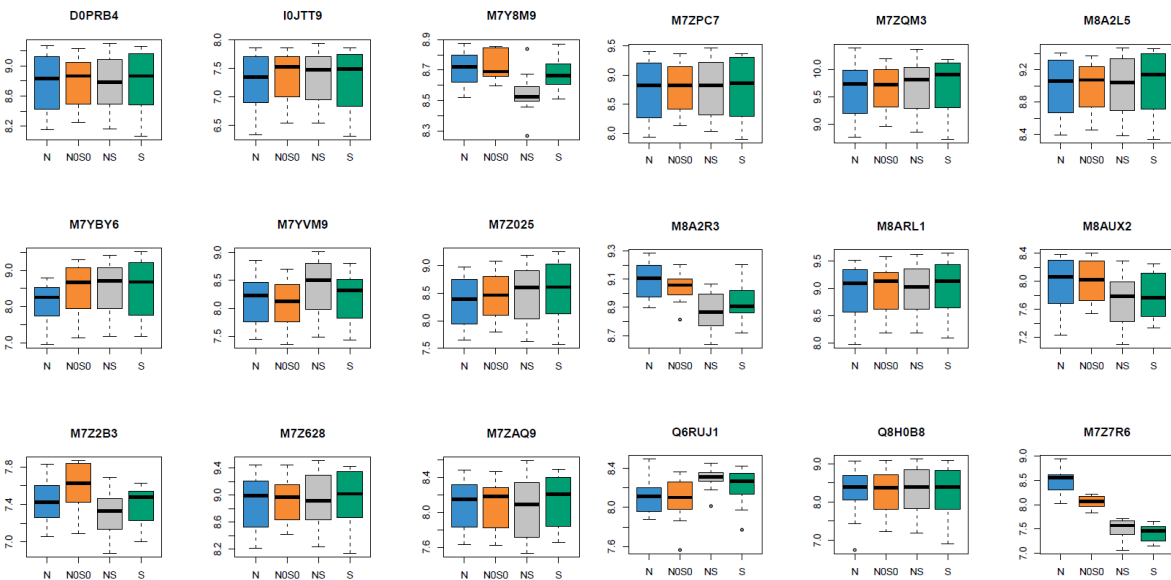 D0PRB4
8.2 8.6 9.0
N N0S0 NS S
I0JTT9
6.5 7.0 7.5 8.0
N N0S0 NS S
M7Y8M9
8.3 8.5 8.7 8.9
N N0S0 NS S
M7ZPC7
8.0 8.5 9.0 9.5
N N0S0 NS S
M7ZQM3
9.0 9.5 10.0
N N0S0 NS S
M8A2L5
8.4 8.8 9.2
N N0S0 NS S
M7YBY6
7.0 8.0 9.0
N N0S0 NS S
M7YVM9
7.5 8.0 8.5 9.0
N N0S0 NS S
M7Z025
7.5 8.0 8.5 9.0
N N0S0 NS S
M8A2R3
8.7 8.9 9.1 9.3
N N0S0 NS S
M8ARL1
8.0 8.5 9.0 9.5
N N0S0 NS S
M8AUX2
7.2 7.6 8.0 8.4
N N0S0 NS S
M7Z2B3
7.0 7.4 7.8
N N0S0 NS S
M7Z628
8.2 8.6 9.0 9.4
N N0S0 NS S
M7ZAQ9
7.6 8.0 8.4
N N0S0 NS S
Q6RUJ1
7.6 8.0 8.4
N N0S0 NS S
Q8H0B8
7.0 8.0 9.0
N N0S0 NS S
M7Z7R6
7.0 7.5 8.0 8.5 9.0
N N0S0 NS S